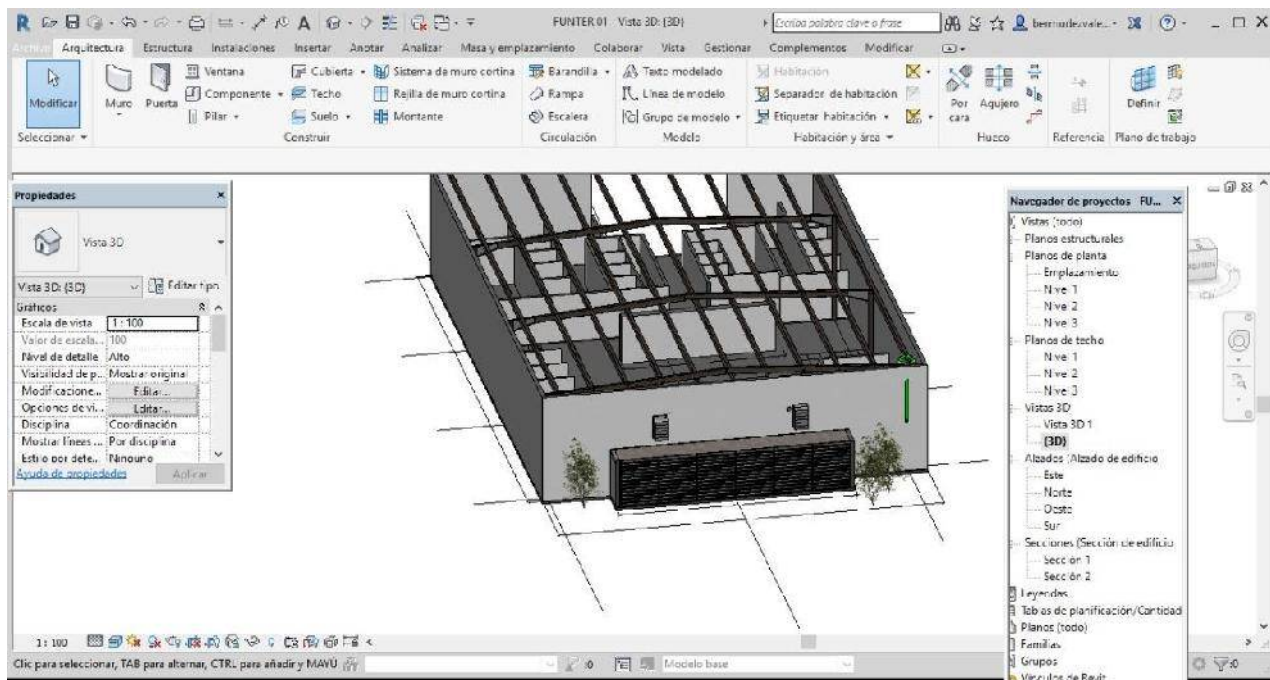 FUNTER 01 Vista 3D: {3D}
Escriba palabra clave o frase
bermudezvale...
Archivo Arquitectura Estructura Instalaciones Insertar Anotar Analizar Masa y emplazamiento Colaborar Vista Gestionar Complementos Modificar
Modificar
Seleccionar
Muro
Puerta
Ventana
Componente
Pilar
Cubierta
Techo
Suelo
Sistema de muro cortina
Rejilla de muro cortina
Montante
Construir
Barandilla
Rampa
Escalera
Circulación
Texto modelado
Línea de modelo
Grupo de modelo
Modelo
Habitación
Separador de habitación
Etiquetar habitación
Habitación y área
Por cara
Agujero
Hueco
Referencia
Definir
Plano de trabajo
Propiedades
Vista 3D
Vista 3D: {3D}
Editar tipo
Gráficos
Escala de vista 1 : 100
Valor de escala... 100
Nivel de detalle Alto
Visibilidad de p... Mostrar original
Modificacione... Editar...
Opciones de vi... Editar...
Disciplina Coordinación
Mostrar líneas ... Por disciplina
Estilo por defe... Ninguno
Ayuda de propiedades
Aplicar
Navegador de proyectos FU...
Vistas (todo)
Planos estructurales
Planos de planta
Emplazamiento
Nivel 1
Nivel 2
Nivel 3
Planos de techo
Nivel 1
Nivel 2
Nivel 3
Vistas 3D
Vista 3D 1
{3D}
Alzados (Alzado de edificio
Este
Norte
Oeste
Sur
Secciones (Sección de edificio
Sección 1
Sección 2
Leyendas
Tablas de planificación/Cantidad
Planos (todo)
Familias
Grupos
Vínculos de Revit
1 : 100
Clic para seleccionar, TAB para alternar, CTRL para añadir y MAYÚ
:0
Modelo base
:0